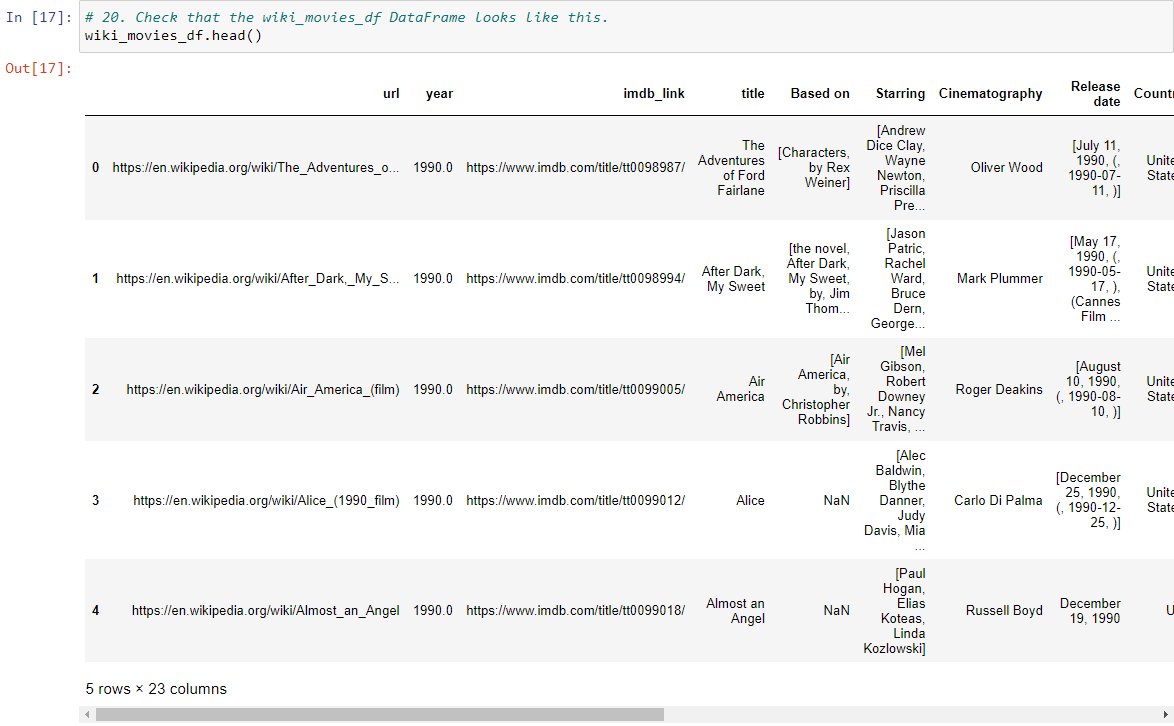 In [17]: # 20. Check that the wiki_movies_df DataFrame looks like this.
wiki_movies_df.head()
Out[17]:
url year imdb_link title Based on Starring Cinematography Release date Countr
0 https://en.wikipedia.org/wiki/The_Adventures_o... 1990.0 https://www.imdb.com/title/tt0098987/ The Adventures of Ford Fairlane [Characters, by Rex Weiner] [Andrew Dice Clay, Wayne Newton, Priscilla Pre... Oliver Wood [July 11, 1990, (, 1990-07-11, )] Unite State
1 https://en.wikipedia.org/wiki/After_Dark,_My_S... 1990.0 https://www.imdb.com/title/tt0098994/ After Dark, My Sweet [the novel, After Dark, My Sweet, by, Jim Thom... [Jason Patric, Rachel Ward, Bruce Dern, George... Mark Plummer [May 17, 1990, (, 1990-05-17, ), (Cannes Film ... Unite State
2 https://en.wikipedia.org/wiki/Air_America_(film) 1990.0 https://www.imdb.com/title/tt0099005/ Air America [Air America, by, Christopher Robbins] [Mel Gibson, Robert Downey Jr., Nancy Travis, ... Roger Deakins [August 10, 1990, (, 1990-08-10, )] Unite State
3 https://en.wikipedia.org/wiki/Alice_(1990_film) 1990.0 https://www.imdb.com/title/tt0099012/ Alice NaN [Alec Baldwin, Blythe Danner, Judy Davis, Mia ... Carlo Di Palma [December 25, 1990, (, 1990-12-25, )] Unite State
4 https://en.wikipedia.org/wiki/Almost_an_Angel 1990.0 https://www.imdb.com/title/tt0099018/ Almost an Angel NaN [Paul Hogan, Elias Koteas, Linda Kozlowski] Russell Boyd December 19, 1990 U
5 rows × 23 columns